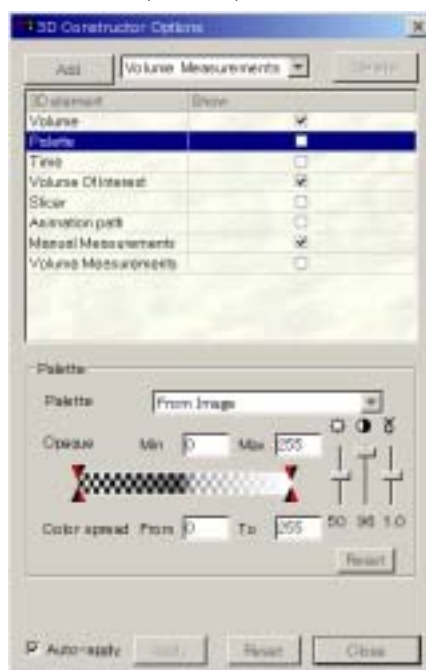 3D Constructor Options
Add Volume Measurements Delete
3D element Show
Volume
Palette
Time
Volume Of Interest
Slicer
Animation path
Manual Measurements
Volume Measurements
Palette
Palette From Image
Opaque Min 0 Max 255
Color spread From 0 To 255 50 96 1.0
Reset
Auto-apply Apply Reset Close